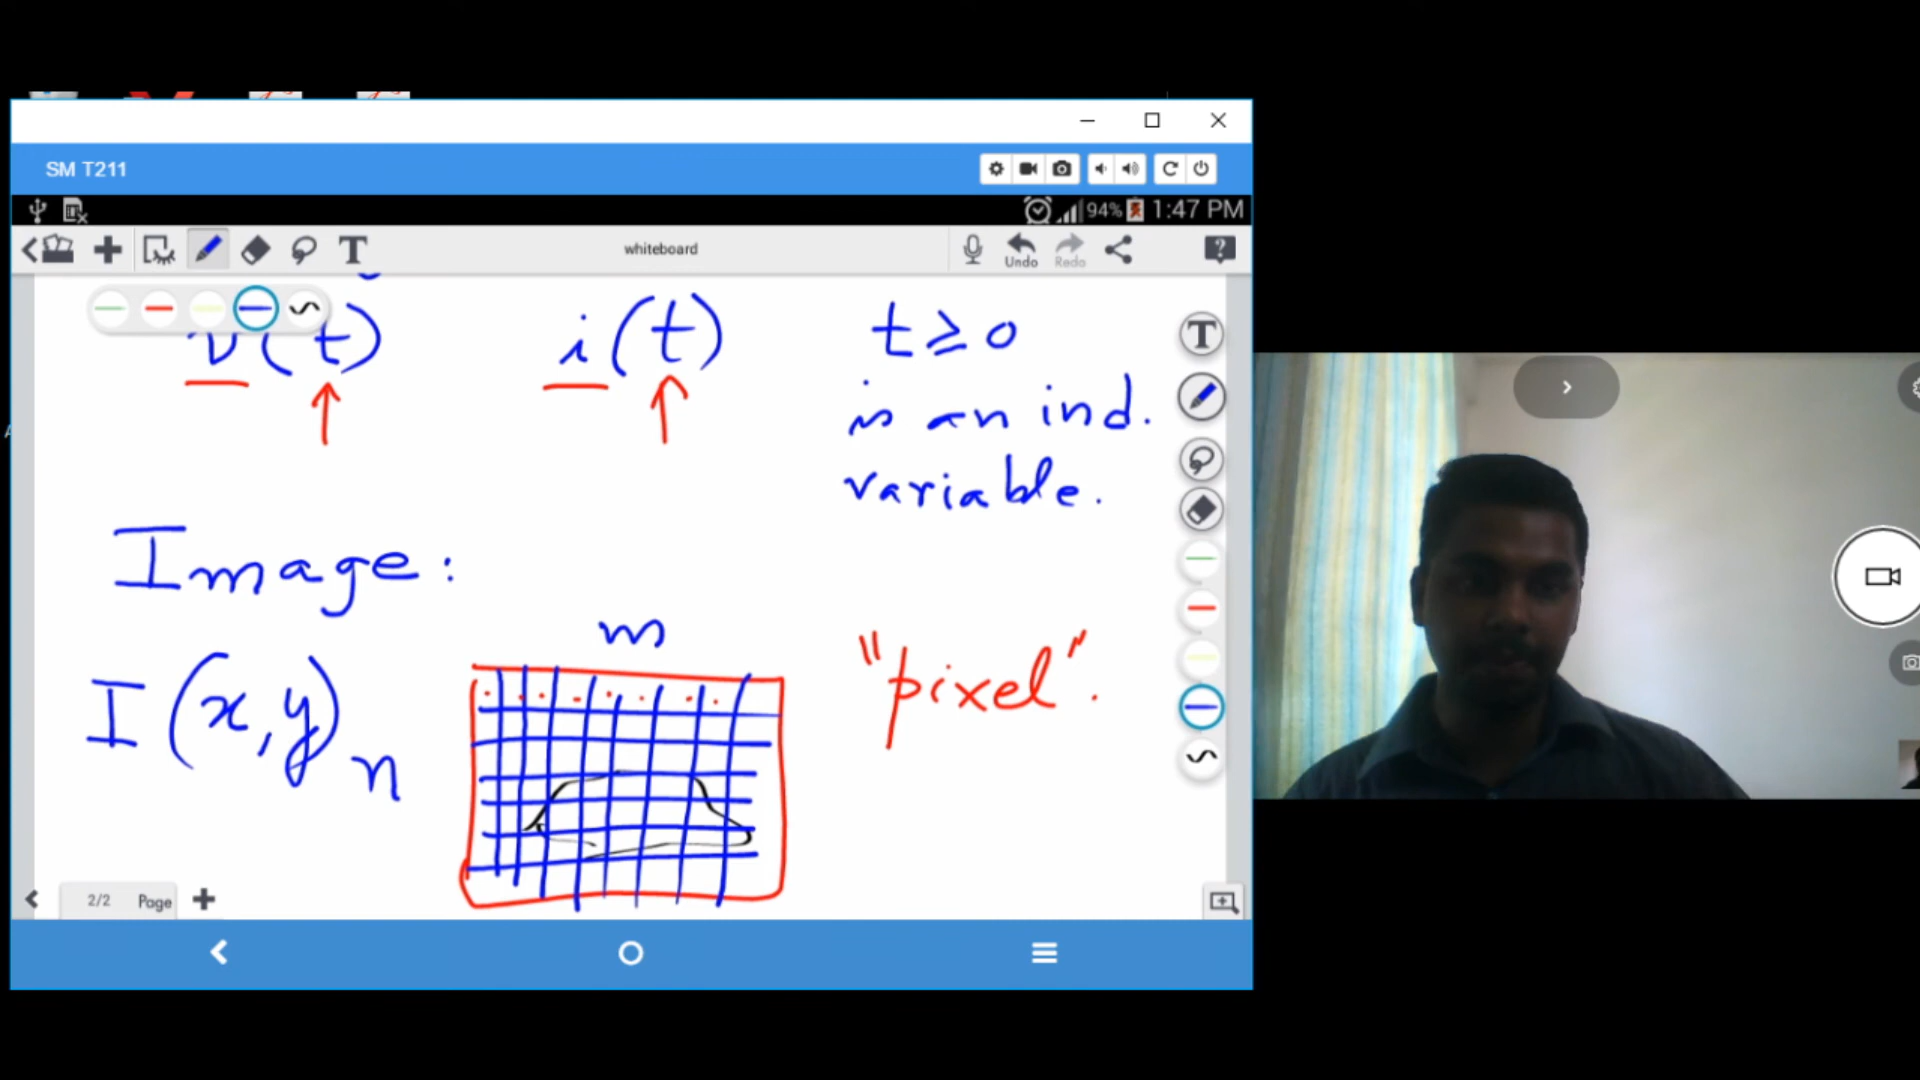 SM T211
94% 1:47 PM
whiteboard
Undo
Redo
T
v(t) i(t) t ≥ 0
is an ind.
variable.
Image:
m
"pixel".
I(x,y)
n
2/2 Page